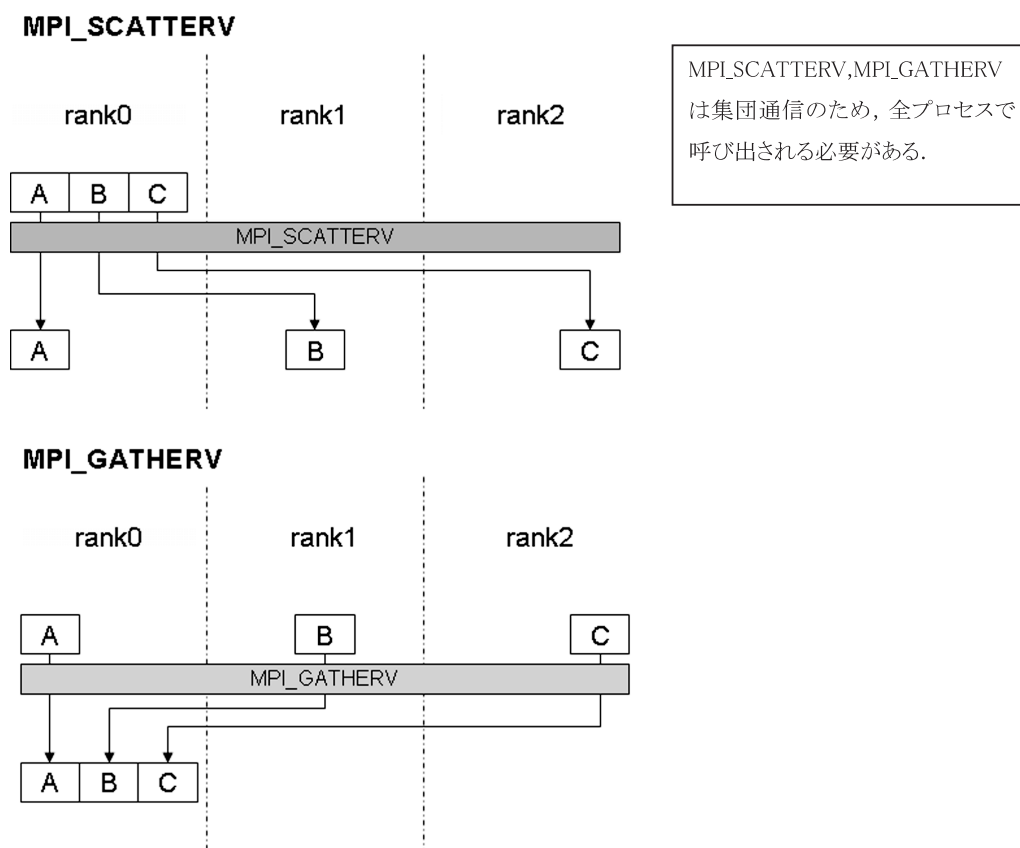 MPI_SCATTERV
rank0 rank1 rank2
MPI_SCATTERV,MPI_GATHERV
は集団通信のため, 全プロセスで
呼び出される必要がある.
A B C
MPI_SCATTERV
A B C
MPI_GATHERV
rank0 rank1 rank2
A B C
MPI_GATHERV
A B C